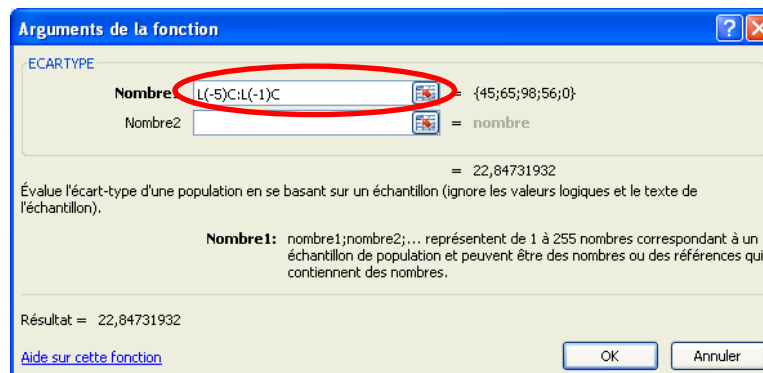 Arguments de la fonction
ECARTYPE
Nombre1 L(-5)C:L(-1)C = {45;65;98;56;0}
Nombre2 = nombre
= 22,84731932
Évalue l'écart-type d'une population en se basant sur un échantillon (ignore les valeurs logiques et le texte de
l'échantillon).
Nombre1: nombre1;nombre2;... représentent de 1 à 255 nombres correspondant à un
échantillon de population et peuvent être des nombres ou des références qui
contiennent des nombres.
Résultat = 22,84731932
Aide sur cette fonction
OK
Annuler